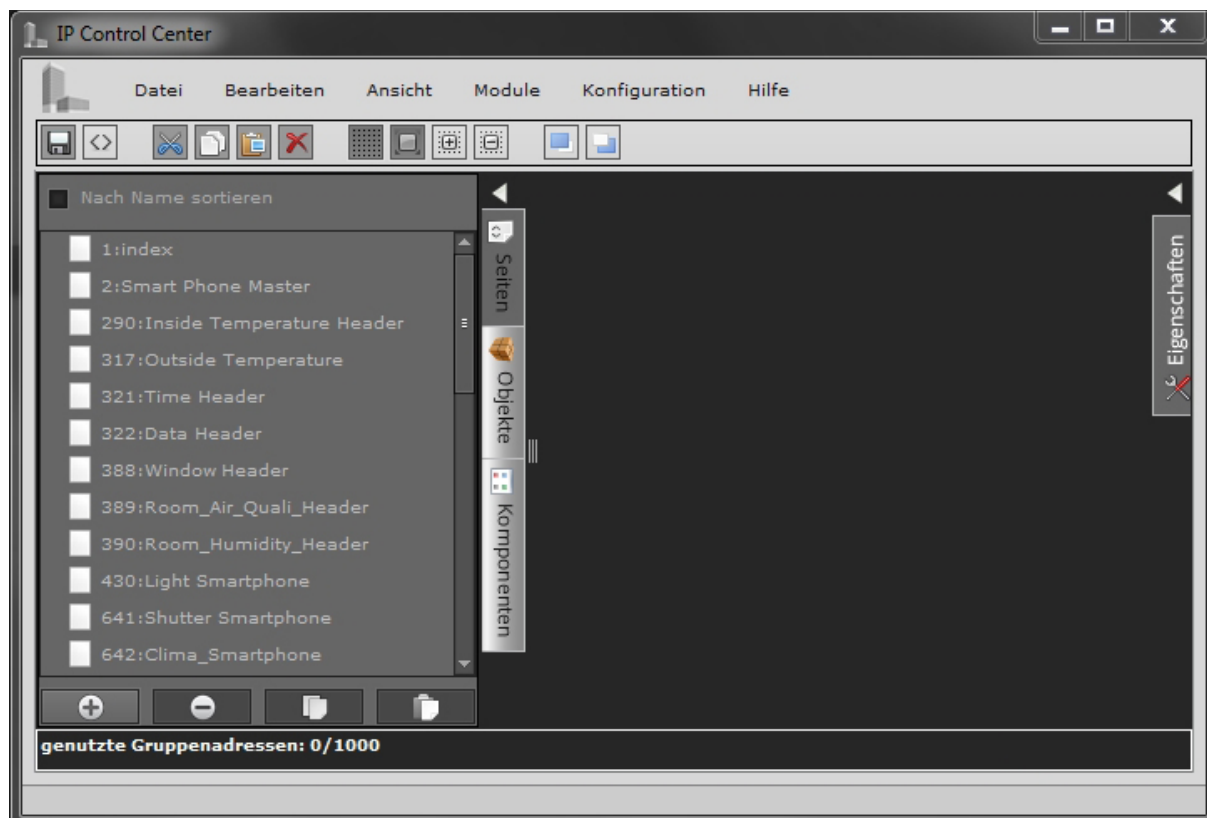 IP Control Center
Datei Bearbeiten Ansicht Module Konfiguration Hilfe
Nach Name sortieren
1:index
2:Smart Phone Master
290:Inside Temperature Header
317:Outside Temperature
321:Time Header
322:Data Header
388:Window Header
389:Room_Air_Quali_Header
390:Room_Humidity_Header
430:Light Smartphone
641:Shutter Smartphone
642:Clima_Smartphone
Seiten
Objekte
Komponenten
Eigenschaften
genutzte Gruppenadressen: 0/1000